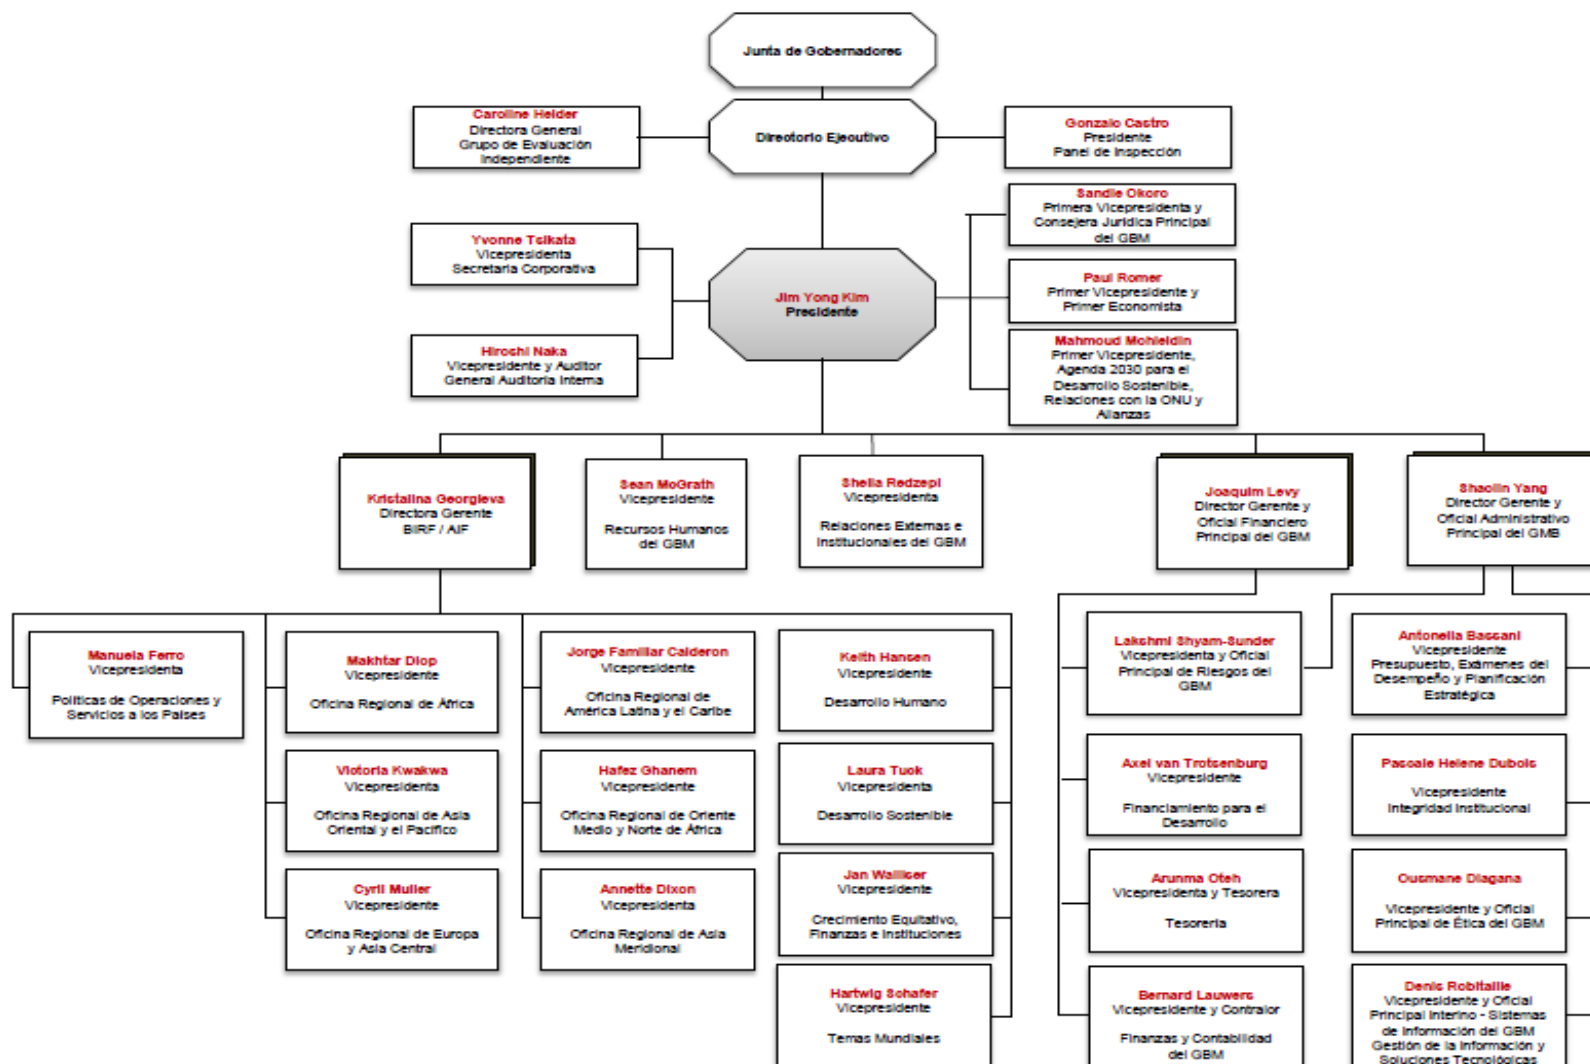 Junta de Gobernadores
Caroline Heider
Directora General
Grupo de Evaluación
Independiente
Directorio Ejecutivo
Gonzalo Castro
Presidente
Panel de Inspección
Sandie Okoro
Primera Vicepresidenta y
Consejera Jurídica Principal
del GBM
Yvonne Tsikata
Vicepresidenta
Secretaría Corporativa
Jim Yong Kim
Presidente
Paul Romer
Primer Vicepresidente y
Primer Economista
Hiroshi Naka
Vicepresidente y Auditor
General Auditoría Interna
Mahmoud Mohieldin
Primer Vicepresidente,
Agenda 2030 para el
Desarrollo Sostenible,
Relaciones con la ONU y
Alianzas
Kristalina Georgieva
Directora Gerente
BIRF / AIF
Sean McGrath
Vicepresidente
Recursos Humanos
del GBM
Sheila Redzepi
Vicepresidenta
Relaciones Externas e
Institucionales del GBM
Joaquim Levy
Director Gerente y
Oficial Financiero
Principal del GBM
Shaolin Yang
Director Gerente y
Oficial Administrativo
Principal del GMB
Manuela Ferro
Vicepresidenta
Políticas de Operaciones y
Servicios a los Países
Makhtar Diop
Vicepresidente
Oficina Regional de África
Jorge Familiar Calderon
Vicepresidente
Oficina Regional de
América Latina y el Caribe
Keith Hansen
Vicepresidente
Desarrollo Humano
Lakshmi Shyam-Sunder
Vicepresidenta y Oficial
Principal de Riesgos del
GBM
Antonella Bassani
Vicepresidente
Presupuesto, Exámenes del
Desempeño y Planificación
Estratégica
Victoria Kwakwa
Vicepresidenta
Oficina Regional de Asia
Oriental y el Pacífico
Hafez Ghanem
Vicepresidente
Oficina Regional de Oriente
Medio y Norte de África
Laura Tuck
Vicepresidenta
Desarrollo Sostenible
Axel van Trotsenburg
Vicepresidente
Financiamiento para el
Desarrollo
Pascale Helene Dubois
Vicepresidente
Integridad Institucional
Cyril Muller
Vicepresidente
Oficina Regional de Europa
y Asia Central
Annette Dixon
Vicepresidenta
Oficina Regional de Asia
Meridional
Jan Walliser
Vicepresidente
Crecimiento Equitativo,
Finanzas e Instituciones
Arunma Oteh
Vicepresidenta y Tesorera
Tesorería
Ousmane Diagana
Vicepresidente y Oficial
Principal de Ética del GBM
Hartwig Schafer
Vicepresidente
Temas Mundiales
Bernard Lauwers
Vicepresidente y Contralor
Finanzas y Contabilidad
del GBM
Denis Robitaille
Vicepresidente y Oficial
Principal Interino - Sistemas
de Información del GBM
Gestión de la Información y
Soluciones Tecnológicas